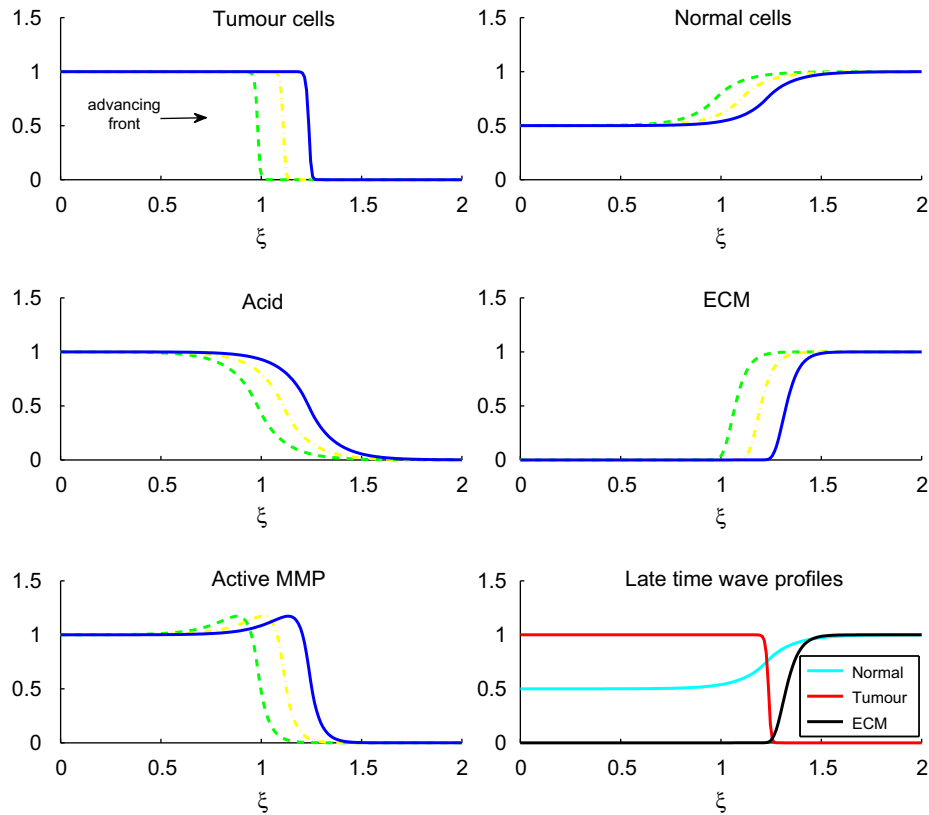 Tumour cells
1.5
1
0.5
0
advancing
front
0 0.5 1 1.5 2
ξ
Normal cells
1.5
1
0.5
0
0 0.5 1 1.5 2
ξ
Acid
1.5
1
0.5
0
0 0.5 1 1.5 2
ξ
ECM
1.5
1
0.5
0
0 0.5 1 1.5 2
ξ
Active MMP
1.5
1
0.5
0
0 0.5 1 1.5 2
ξ
Late time wave profiles
1.5
1
0.5
0
Normal
Tumour
ECM
0 0.5 1 1.5 2
ξ